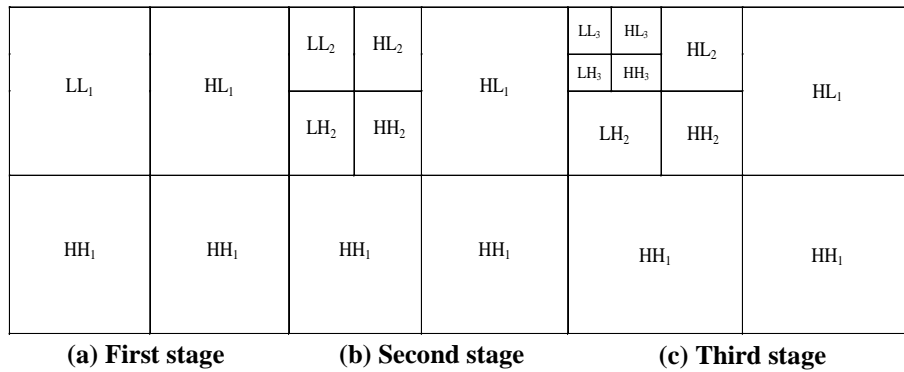 LL₂ HL₂ LL₃ HL₃
HL₂
LL₁ HL₁ HL₁ LH₃ HH₃ HL₁
LH₂ HH₂ LH₂ HH₂
HH₁ HH₁ HH₁ HH₁ HH₁ HH₁
(a) First stage (b) Second stage (c) Third stage